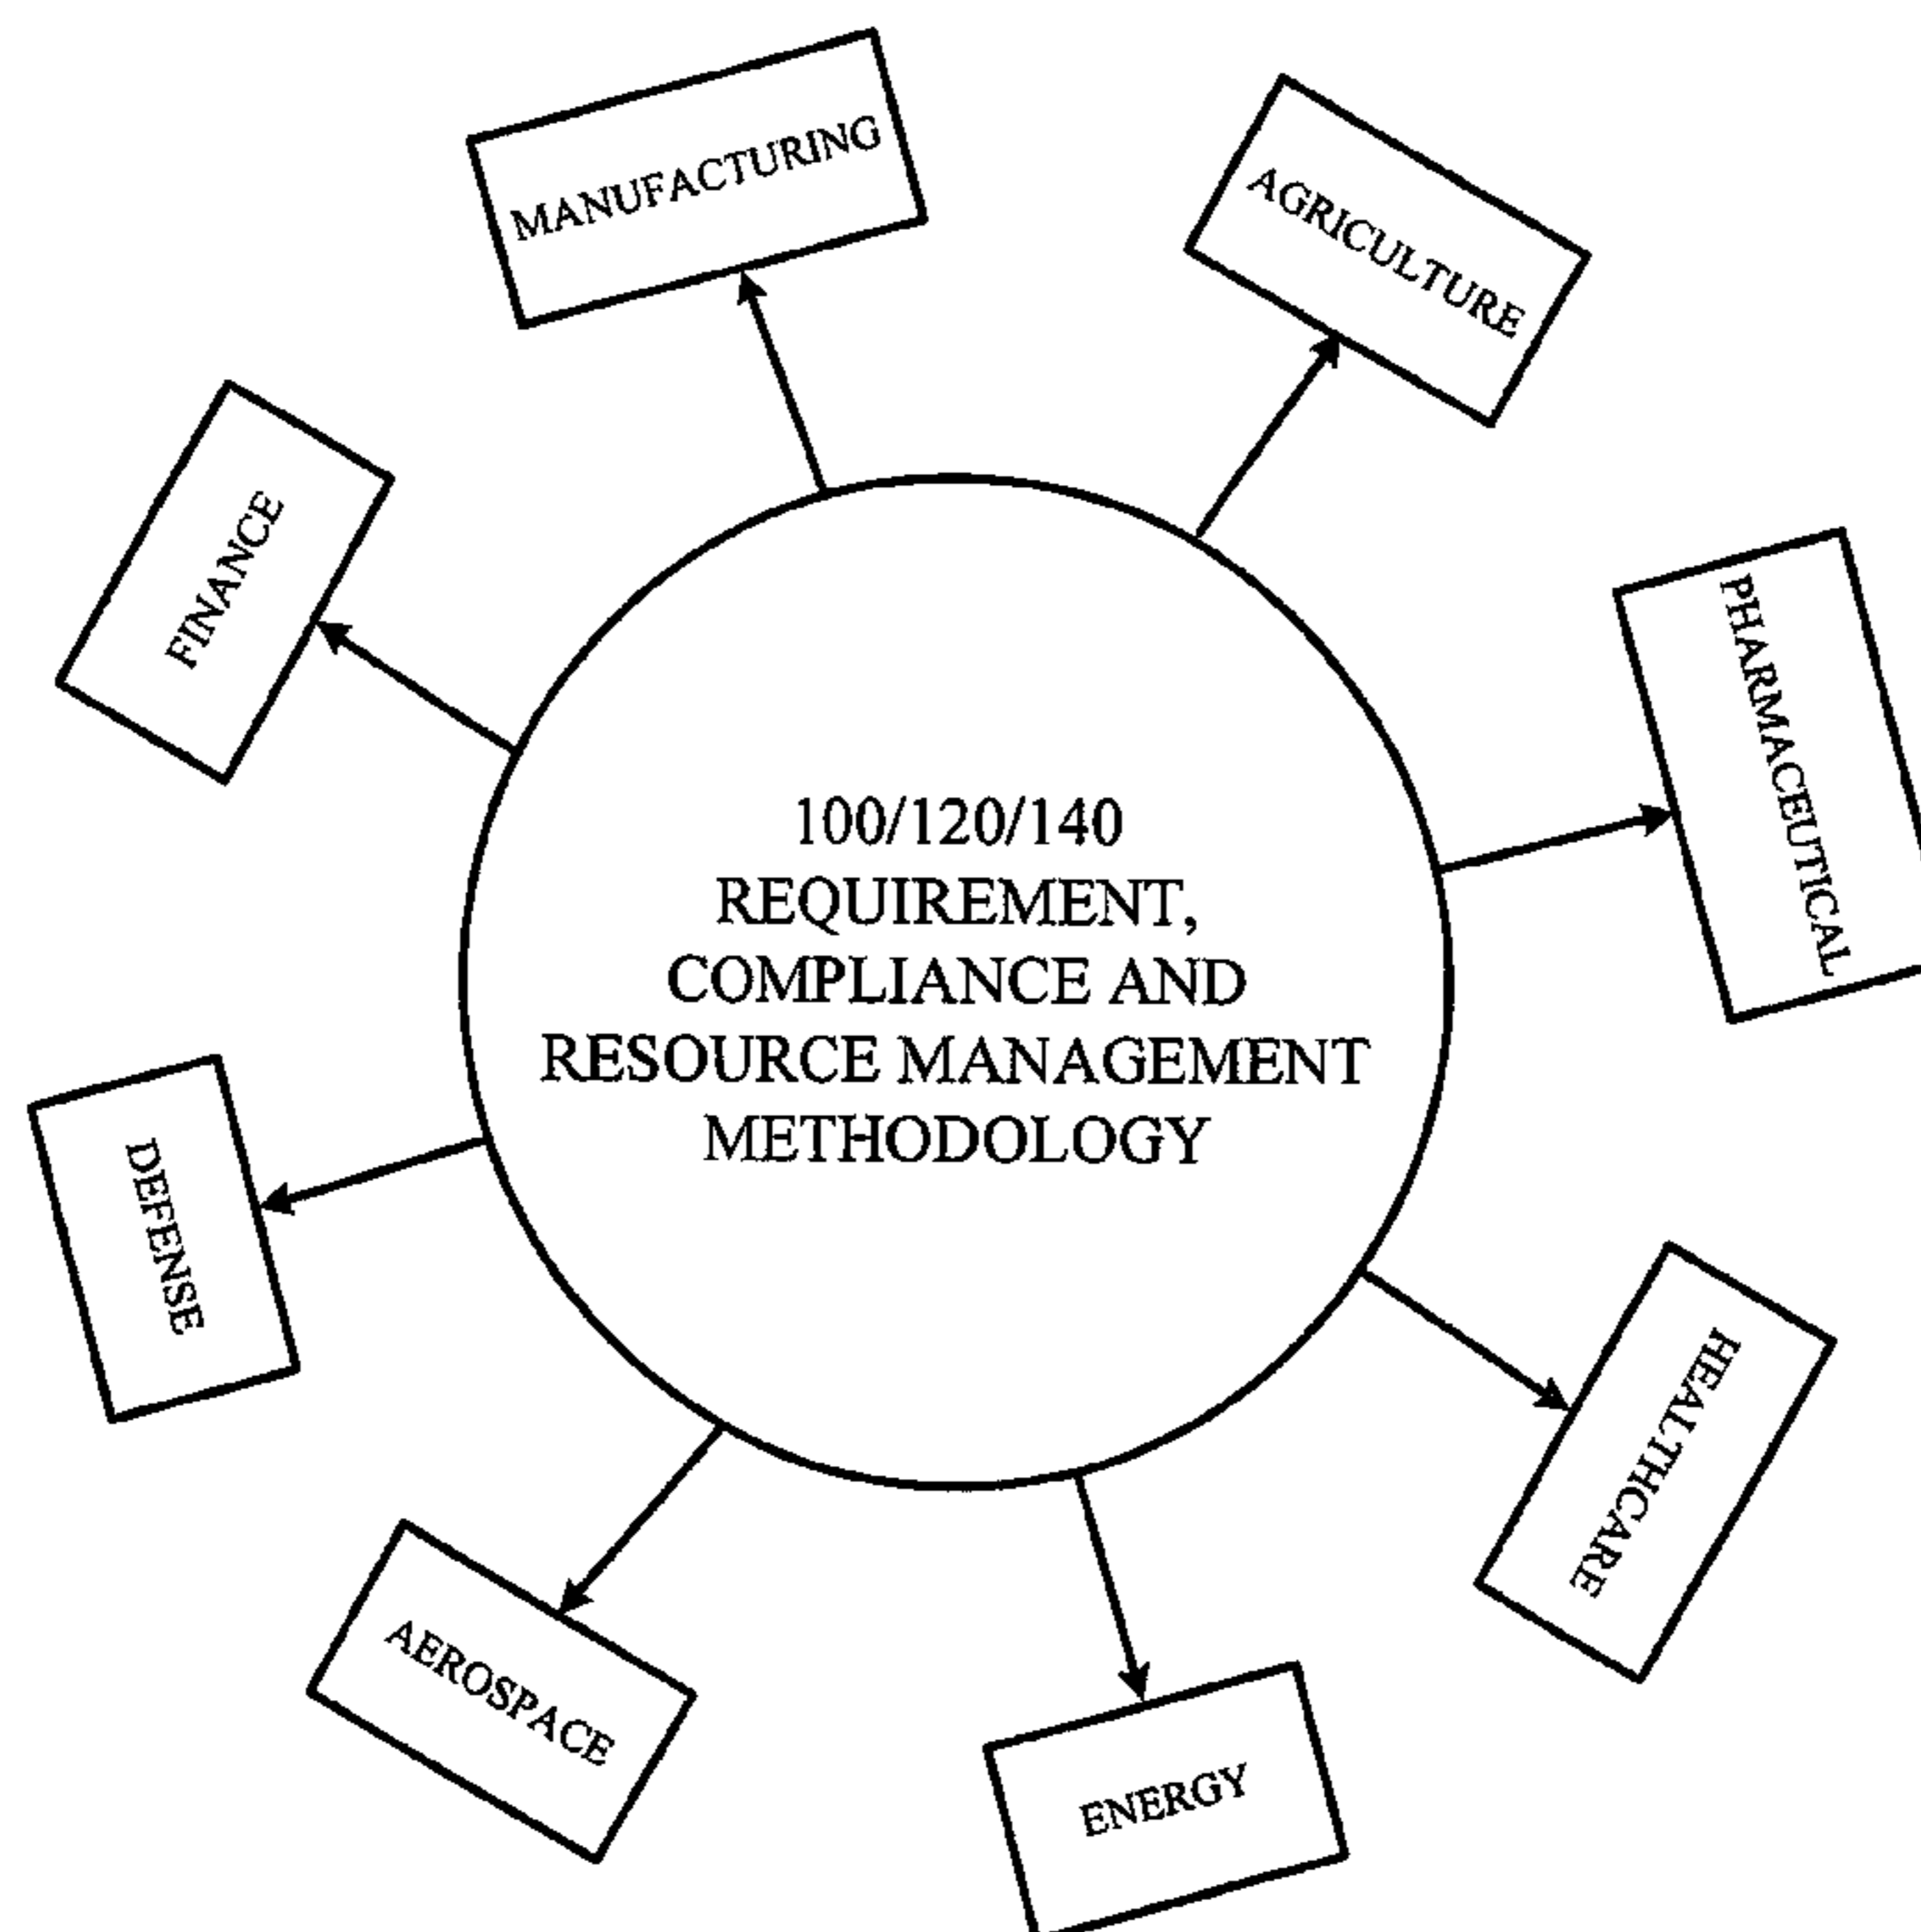 MANUFACTURING
AGRICULTURE
FINANCE
PHARMACEUTICAL
100/120/140
REQUIREMENT,
COMPLIANCE AND
RESOURCE MANAGEMENT
METHODOLOGY
DEFENSE
HEALTHCARE
AEROSPACE
ENERGY